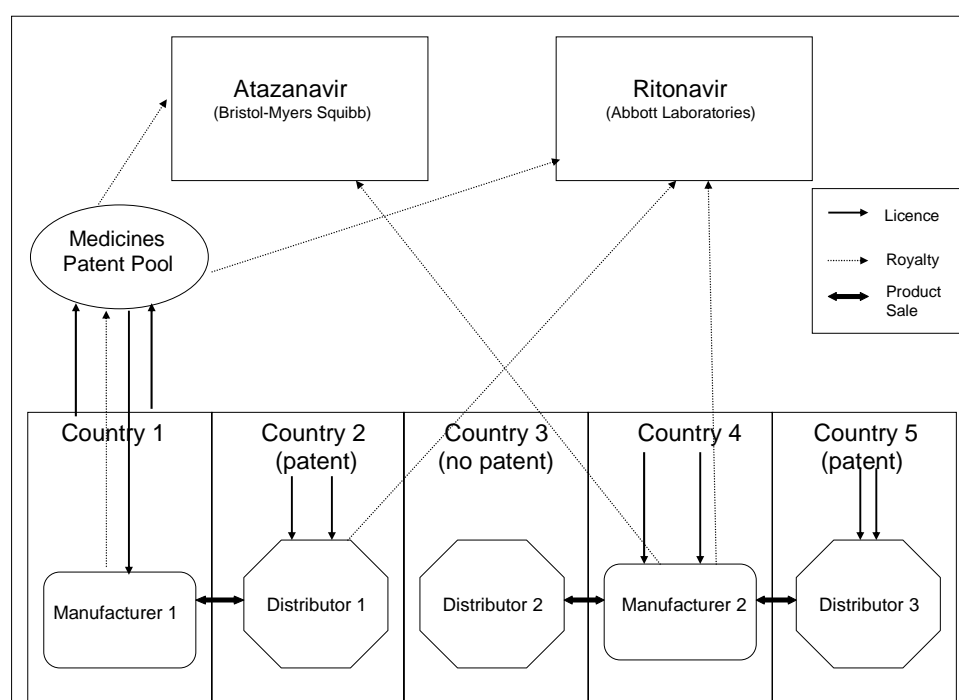 Atazanavir
(Bristol-Myers Squibb)
Ritonavir
(Abbott Laboratories)
Medicines
Patent Pool
Licence
Royalty
Product
Sale
Country 1
Country 2
(patent)
Country 3
(no patent)
Country 4
Country 5
(patent)
Manufacturer 1
Distributor 1
Distributor 2
Manufacturer 2
Distributor 3